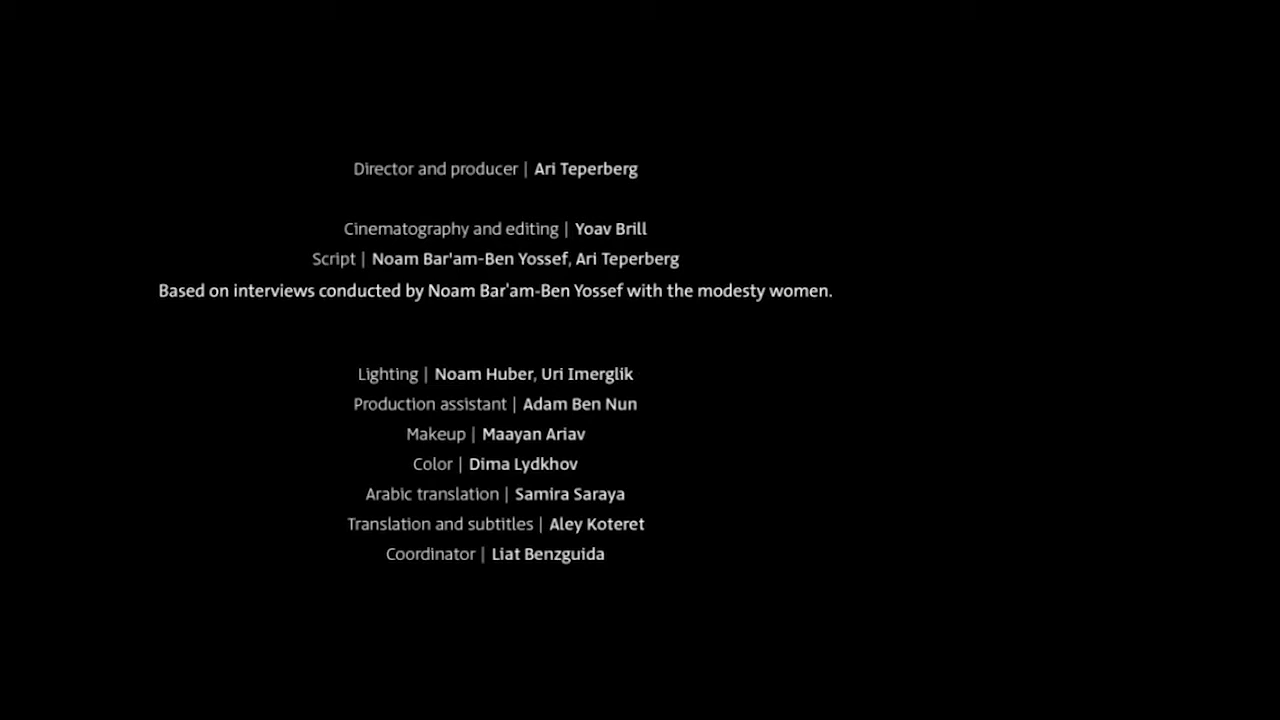 Director and producer | Ari Teperberg
Cinematography and editing | Yoav Brill
Script | Noam Bar'am-Ben Yossef, Ari Teperberg
Based on interviews conducted by Noam Bar'am-Ben Yossef with the modesty women.
Lighting | Noam Huber, Uri Imerglik
Production assistant | Adam Ben Nun
Makeup | Maayan Ariav
Color | Dima Lydkhov
Arabic translation | Samira Saraya
Translation and subtitles | Aley Koteret
Coordinator | Liat Benzguida